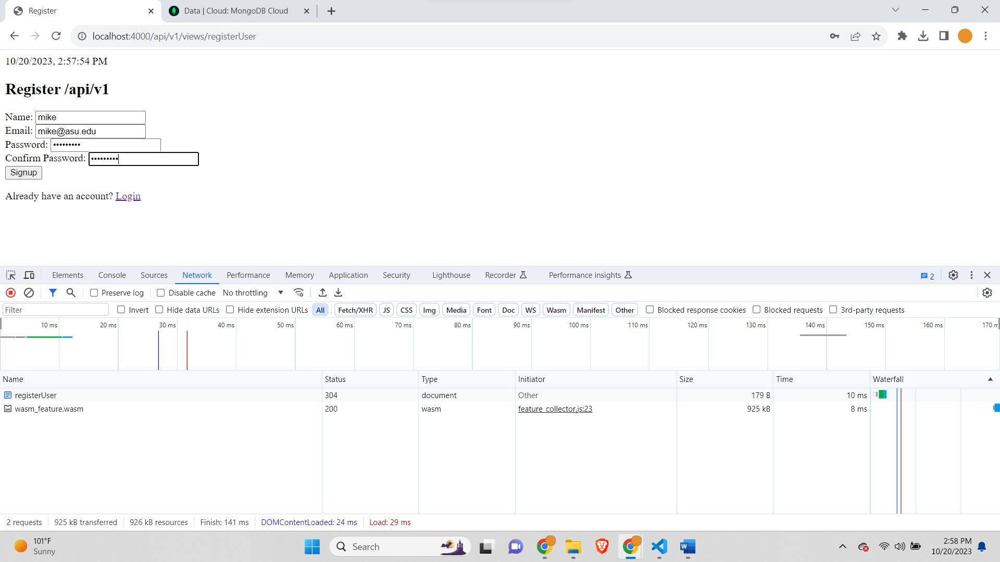 Register
Data | Cloud: MongoDB Cloud
localhost:4000/api/v1/views/registerUser
10/20/2023, 2:57:54 PM
Register /api/v1
Name: mike
Email: mike@asu.edu
Password: •••••••••
Confirm Password: •••••••••
Signup
Already have an account? Login
Elements Console Sources Network Performance Memory Application Security Lighthouse Recorder Performance insights 2
Preserve log Disable cache No throttling
Filter Invert Hide data URLs Hide extension URLs All Fetch/XHR JS CSS Img Media Font Doc WS Wasm Manifest Other Blocked response cookies Blocked requests 3rd-party requests
10 ms 20 ms 30 ms 40 ms 50 ms 60 ms 70 ms 80 ms 90 ms 100 ms 110 ms 120 ms 130 ms 140 ms 150 ms 160 ms 170 m
Name Status Type Initiator Size Time Waterfall
registerUser 304 document Other 179 B 10 ms
wasm_feature.wasm 200 wasm feature_collector.js:23 925 kB 8 ms
2 requests 925 kB transferred 926 kB resources Finish: 141 ms DOMContentLoaded: 24 ms Load: 29 ms
101°F
Sunny
Search
2:58 PM
10/20/2023